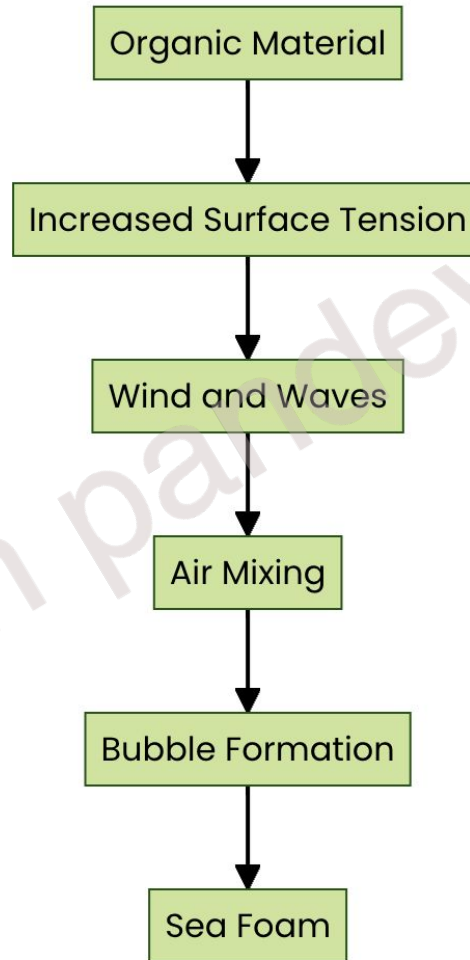 Organic Material
Increased Surface Tension
Wind and Waves
Air Mixing
Bubble Formation
Sea Foam